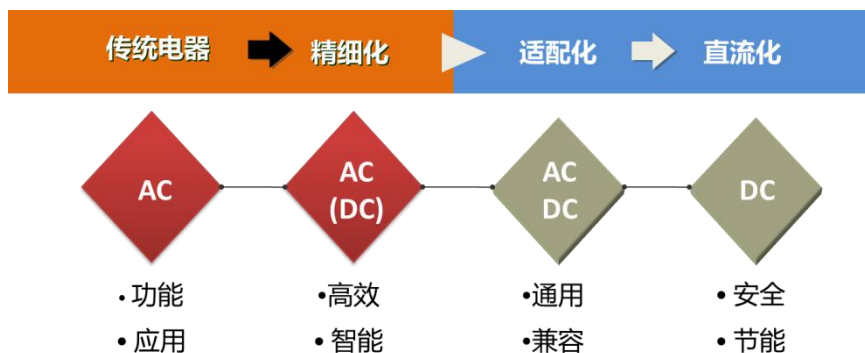 传统电器 精细化 适配化 直流化
AC
AC
(DC)
AC
DC
DC
•功能
•应用
•高效
•智能
•通用
•兼容
•安全
•节能